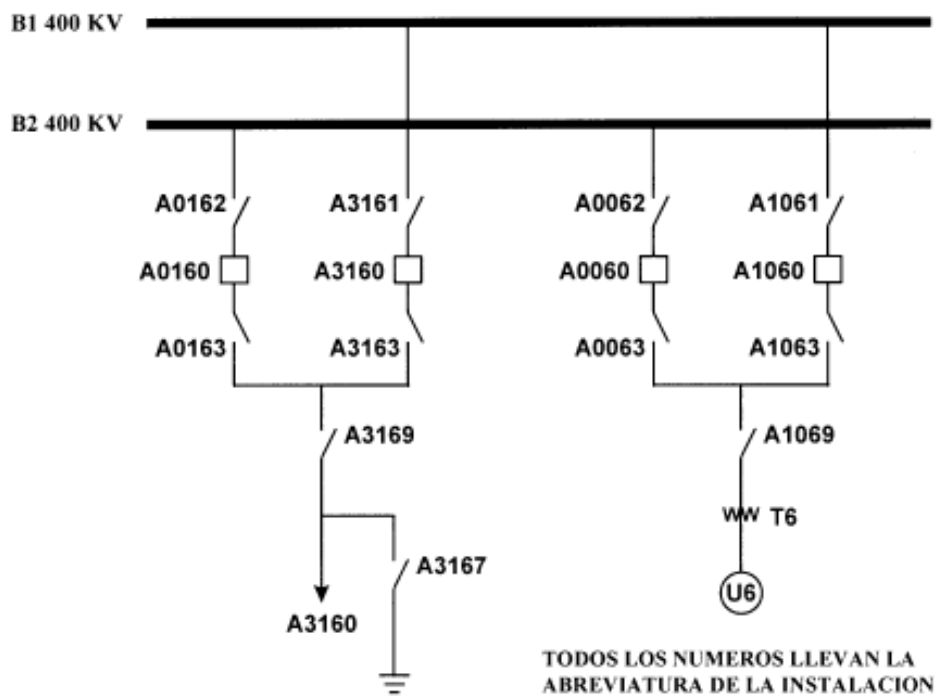 B1 400 KV
B2 400 KV
A0162
A3161
A0062
A1061
A0160
A3160
A0060
A1060
A0163
A3163
A0063
A1063
A3169
A1069
T6
A3167
U6
A3160
TODOS LOS NUMEROS LLEVAN LA
ABREVIATURA DE LA INSTALACION